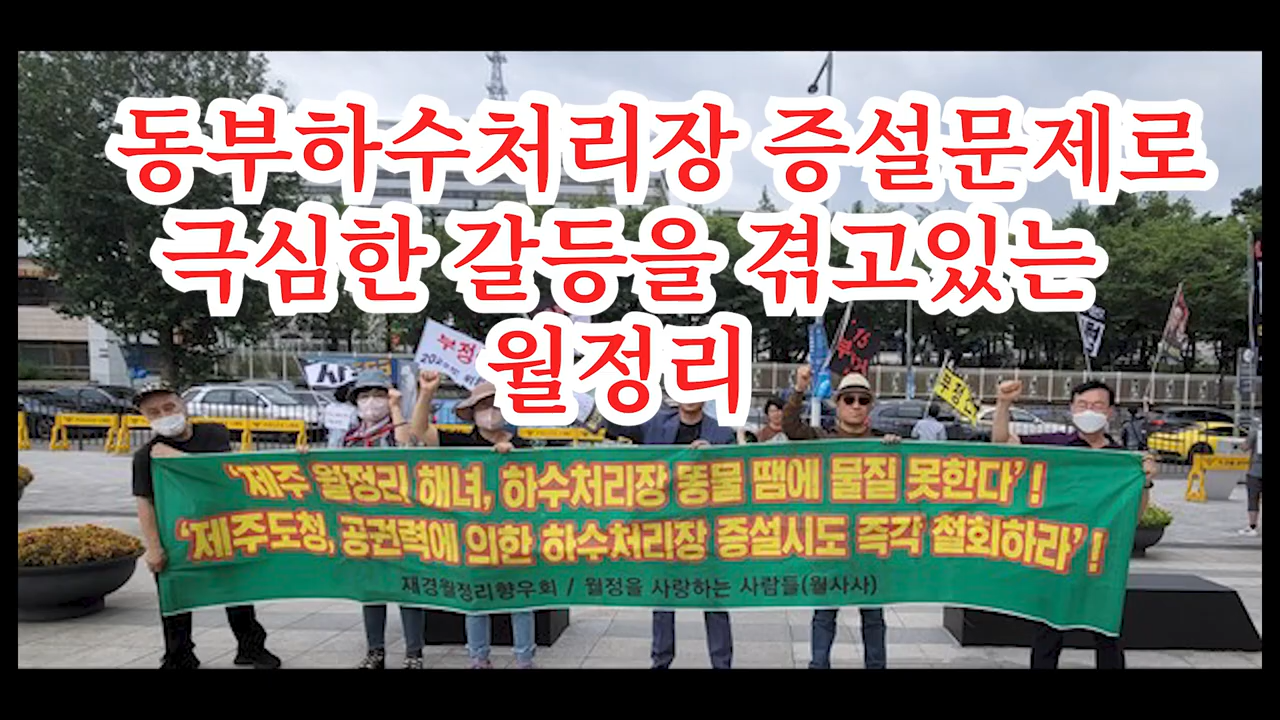 동부하수처리장 증설문제로
극심한 갈등을 겪고있는
월정리
부정
'제주 월정리 해녀, 하수처리장 똥물 땜에 물질 못한다'!
'제주도청, 공권력에 의한 하수처리장 증설시도 즉각 철회하라'!
재경월정리향우회 / 월정을 사랑하는 사람들(월사사)